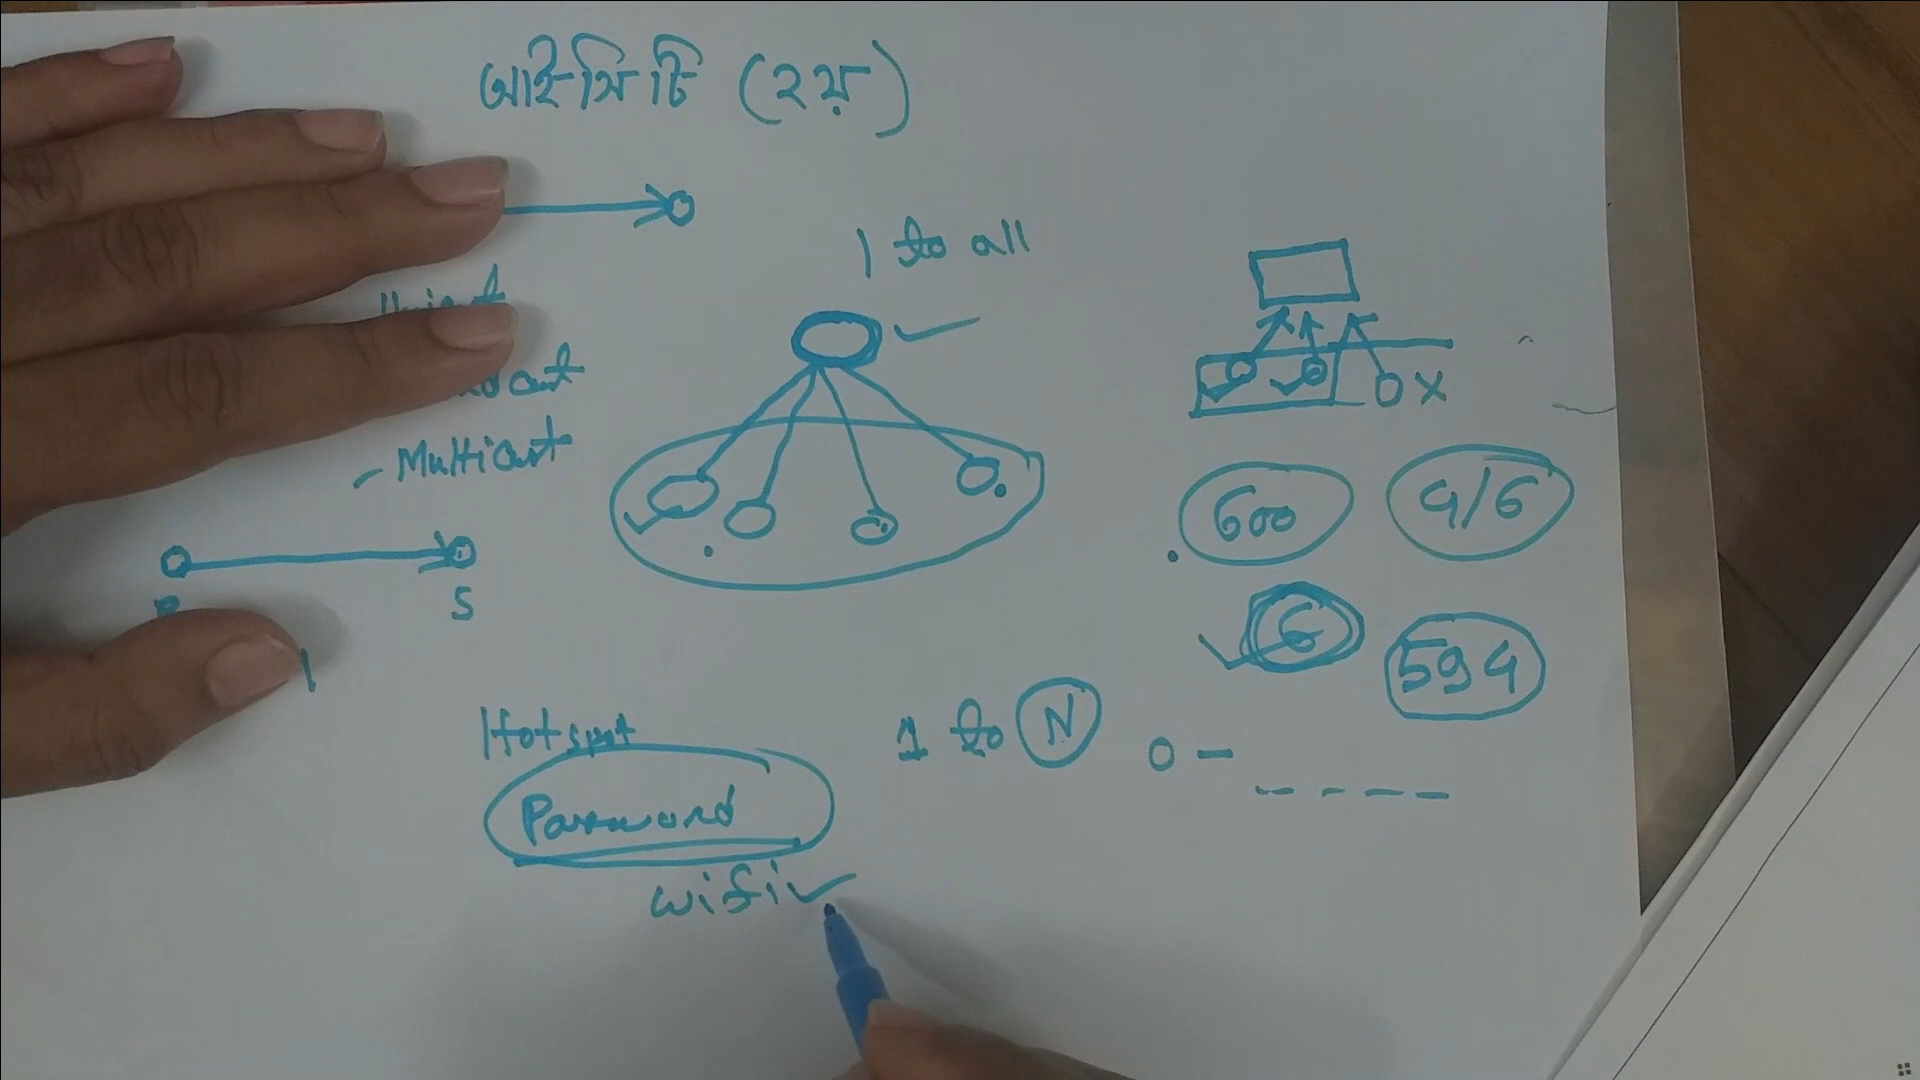 আইসিটি (২য়)
1 to all
- Multicast
600
4/6
S
6
594
Hotspot
1 to N
Password
wifi